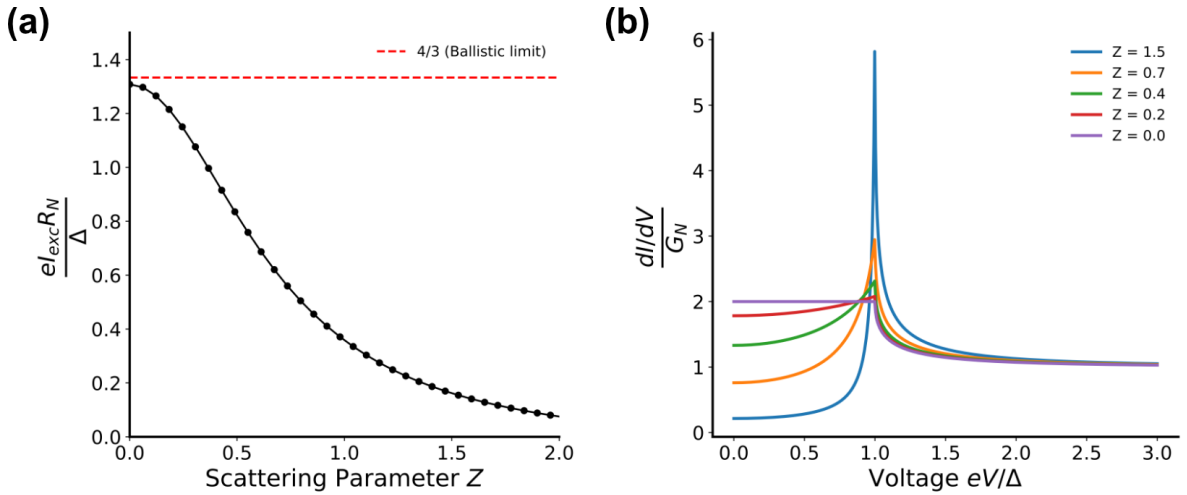 (a)
4/3 (Ballistic limit)
1.4
1.2
1.0
0.8
0.6
0.4
0.2
0.0
eI_{exc}R_N
Δ
0.0 0.5 1.0 1.5 2.0
Scattering Parameter Z
(b)
Z = 1.5
Z = 0.7
Z = 0.4
Z = 0.2
Z = 0.0
6
5
4
3
2
1
0
dI/dV
G_N
0.0 0.5 1.0 1.5 2.0 2.5 3.0
Voltage eV/Δ